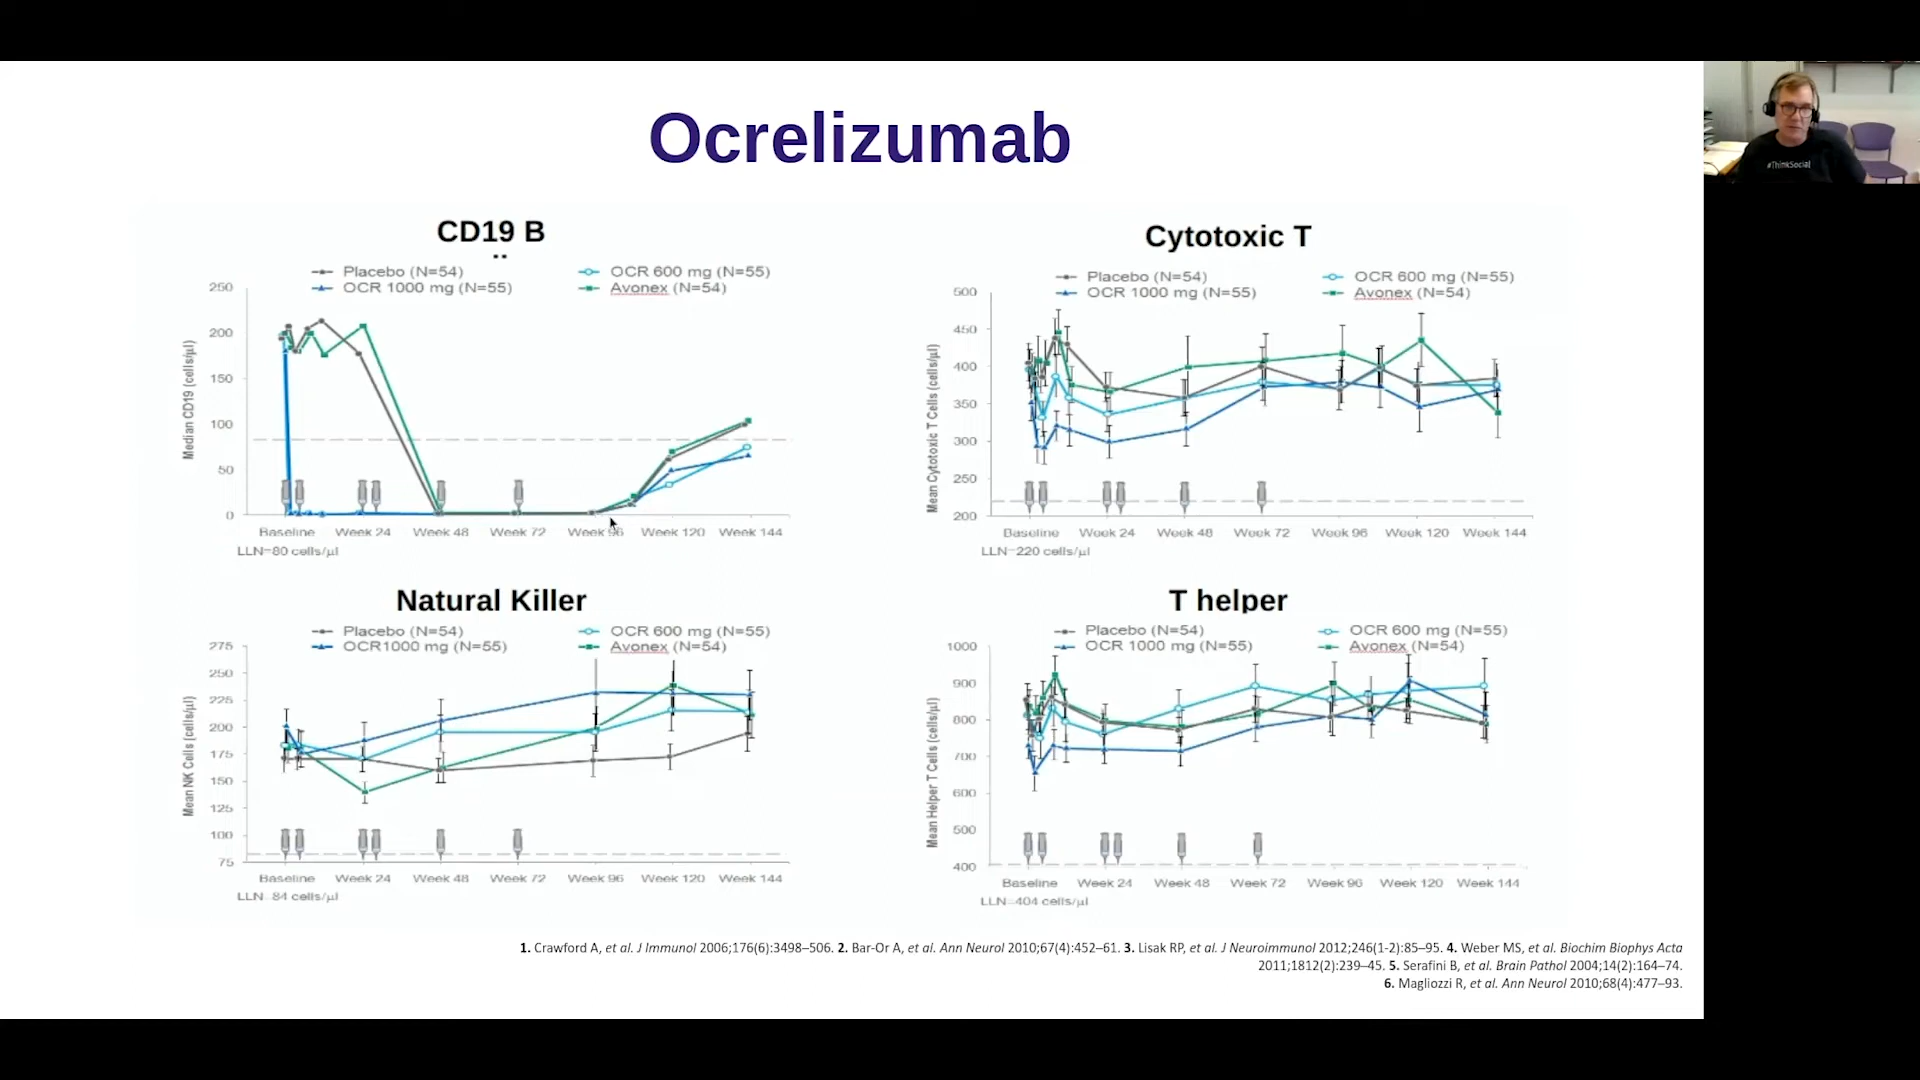 Ocrelizumab
#ThinkSocial
CD19 B
Placebo (N=54)
OCR 600 mg (N=55)
OCR 1000 mg (N=55)
Avonex (N=54)
Median CD19 (cells/µl)
250
200
150
100
50
0
Baseline Week 24 Week 48 Week 72 Week 96 Week 120 Week 144
LLN=80 cells/µl
Cytotoxic T
Placebo (N=54)
OCR 600 mg (N=55)
OCR 1000 mg (N=55)
Avonex (N=54)
Mean Cytotoxic T Cells (cells/µl)
500
450
400
350
300
250
200
Baseline Week 24 Week 48 Week 72 Week 96 Week 120 Week 144
LLN=220 cells/µl
Natural Killer
Placebo (N=54)
OCR 600 mg (N=55)
OCR1000 mg (N=55)
Avonex (N=54)
Mean NK Cells (cells/µl)
275
250
225
200
175
150
125
100
75
Baseline Week 24 Week 48 Week 72 Week 96 Week 120 Week 144
LLN=84 cells/µl
T helper
Placebo (N=54)
OCR 600 mg (N=55)
OCR 1000 mg (N=55)
Avonex (N=54)
Mean Helper T Cells (cells/µl)
1000
900
800
700
600
500
400
Baseline Week 24 Week 48 Week 72 Week 96 Week 120 Week 144
LLN=404 cells/µl
1. Crawford A, et al. J Immunol 2006;176(6):3498–506. 2. Bar-Or A, et al. Ann Neurol 2010;67(4):452–61. 3. Lisak RP, et al. J Neuroimmunol 2012;246(1-2):85–95. 4. Weber MS, et al. Biochim Biophys Acta
2011;1812(2):239–45. 5. Serafini B, et al. Brain Pathol 2004;14(2):164–74.
6. Magliozzi R, et al. Ann Neurol 2010;68(4):477–93.